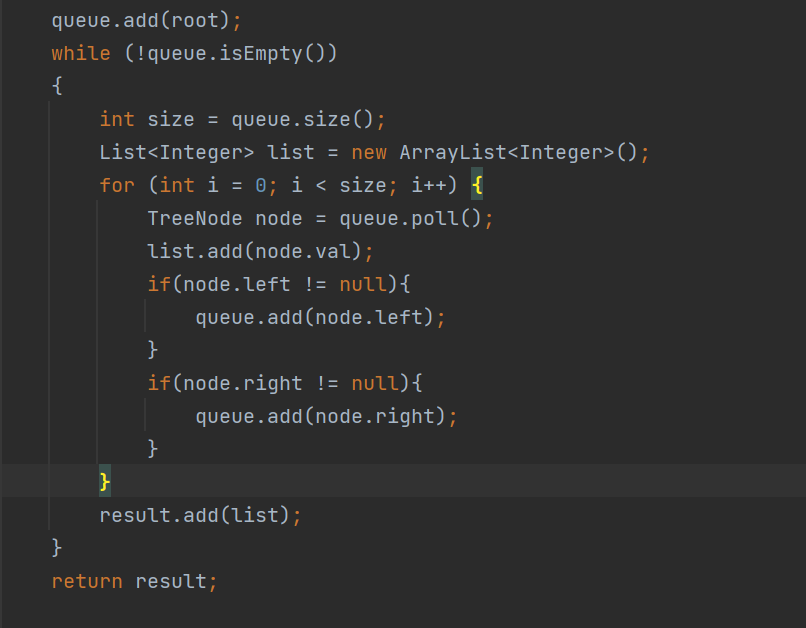 queue.add(root);
while (!queue.isEmpty())
{
    int size = queue.size();
    List<Integer> list = new ArrayList<Integer>();
    for (int i = 0; i < size; i++) {
        TreeNode node = queue.poll();
        list.add(node.val);
        if(node.left != null){
            queue.add(node.left);
        }
        if(node.right != null){
            queue.add(node.right);
        }
    }
    result.add(list);
}
return result;